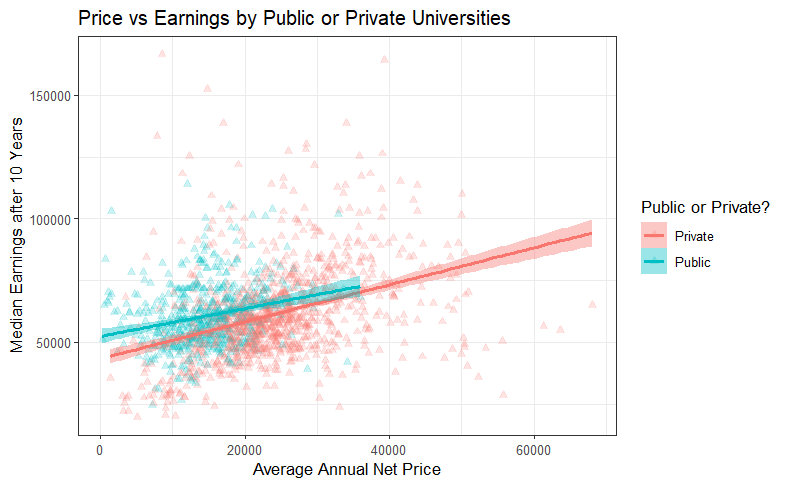 Price vs Earnings by Public or Private Universities
Median Earnings after 10 Years
150000
100000
50000
0
20000
40000
60000
Average Annual Net Price
Public or Private?
Private
Public